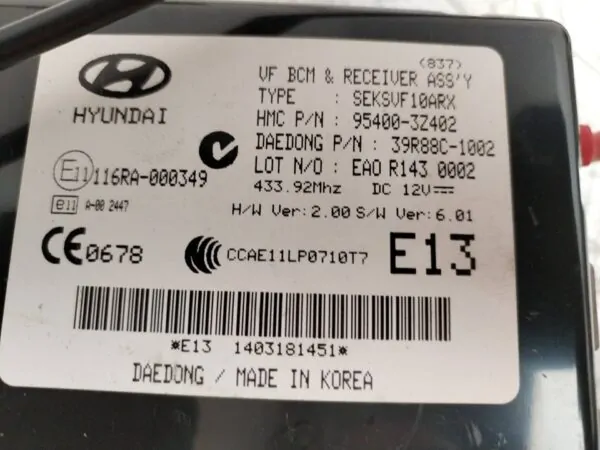 (837)
VF BCM & RECEIVER ASS'Y
TYPE : SEKSVF10ARX
HMC P/N : 95400-3Z402
DAEDONG P/N : 39R88C-1002
LOT N/O : EAO R143 0002
433.92Mhz DC 12V
H/W Ver:2.00 S/W Ver:6.01
HYUNDAI
E11 116RA-000349
e11 A-00 2447
CE0678
CCAE11LP0710T7
E13
*E13 1403181451*
DAEDONG / MADE IN KOREA